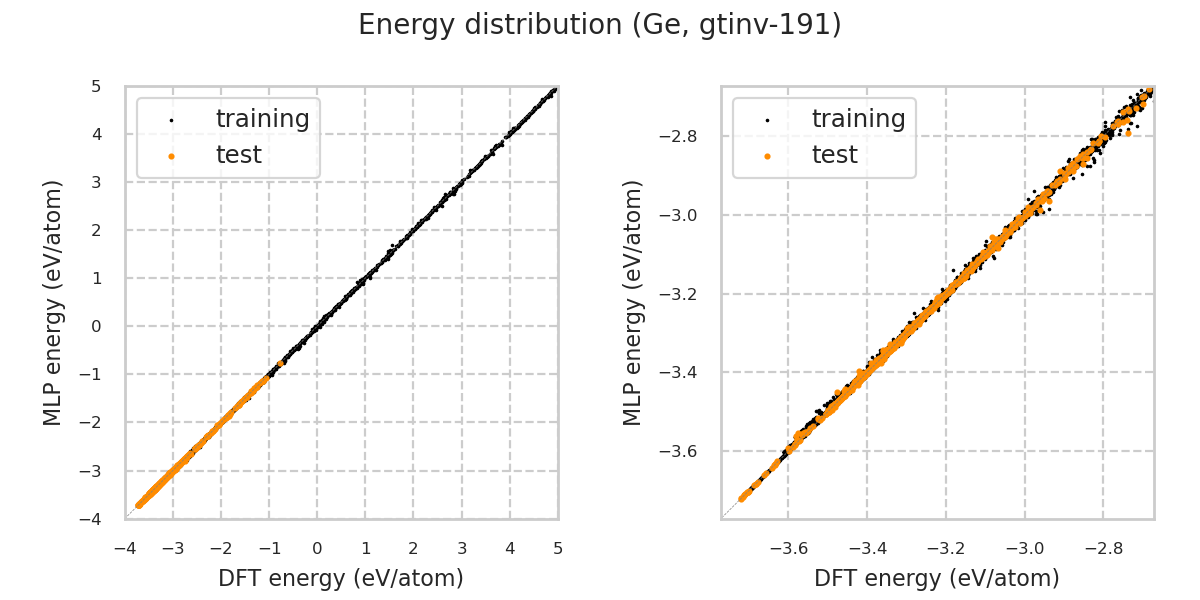 Energy distribution (Ge, gtinv-191)
training
test
5
4
3
2
1
0
−1
−2
−3
−4
−4 −3 −2 −1 0 1 2 3 4 5
MLP energy (eV/atom)
DFT energy (eV/atom)
training
test
−2.8
−3.0
−3.2
−3.4
−3.6
−3.6 −3.4 −3.2 −3.0 −2.8
MLP energy (eV/atom)
DFT energy (eV/atom)